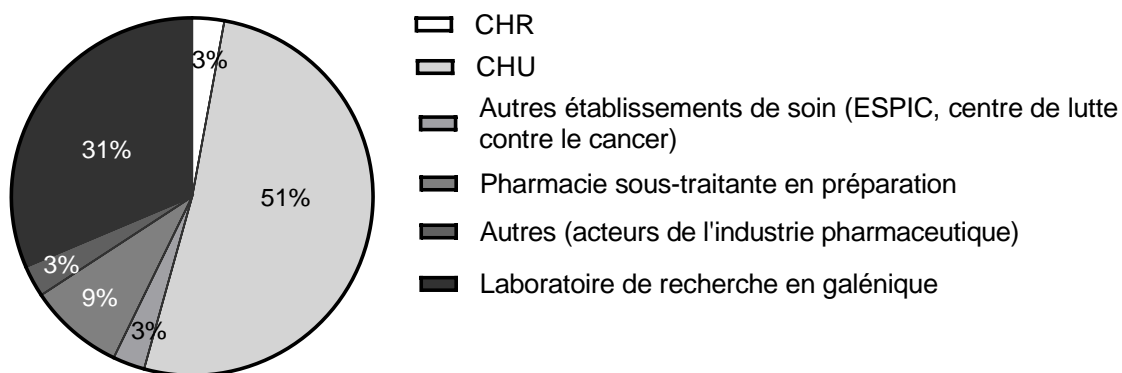 CHR
3%
CHU
Autres établissements de soin (ESPIC, centre de lutte
contre le cancer)
31%
Pharmacie sous-traitante en préparation
51%
Autres (acteurs de l'industrie pharmaceutique)
3%
Laboratoire de recherche en galénique
9%
3%